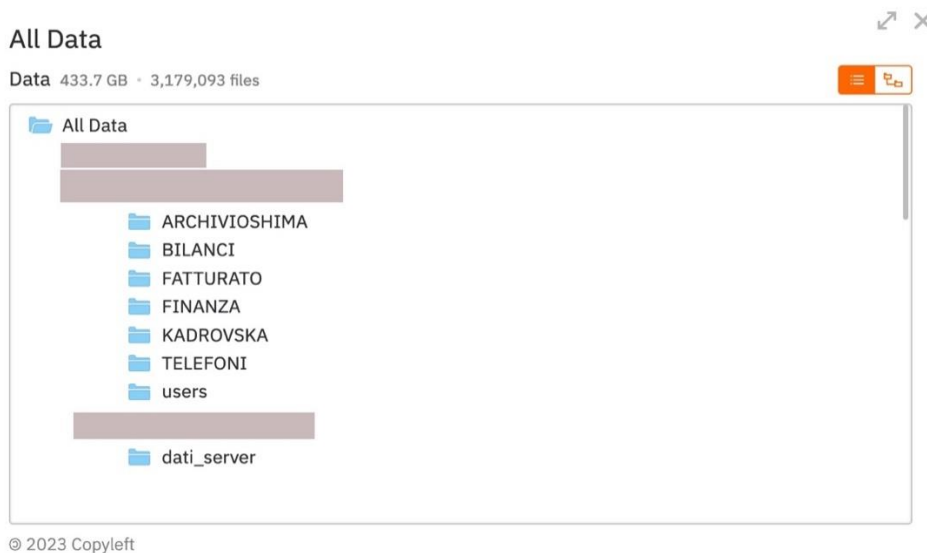 All Data
Data 433.7 GB • 3,179,093 files
All Data
ARCHIVIOSHIMA
BILANCI
FATTURATO
FINANZA
KADROVSKA
TELEFONI
users
dati_server
🄯 2023 Copyleft